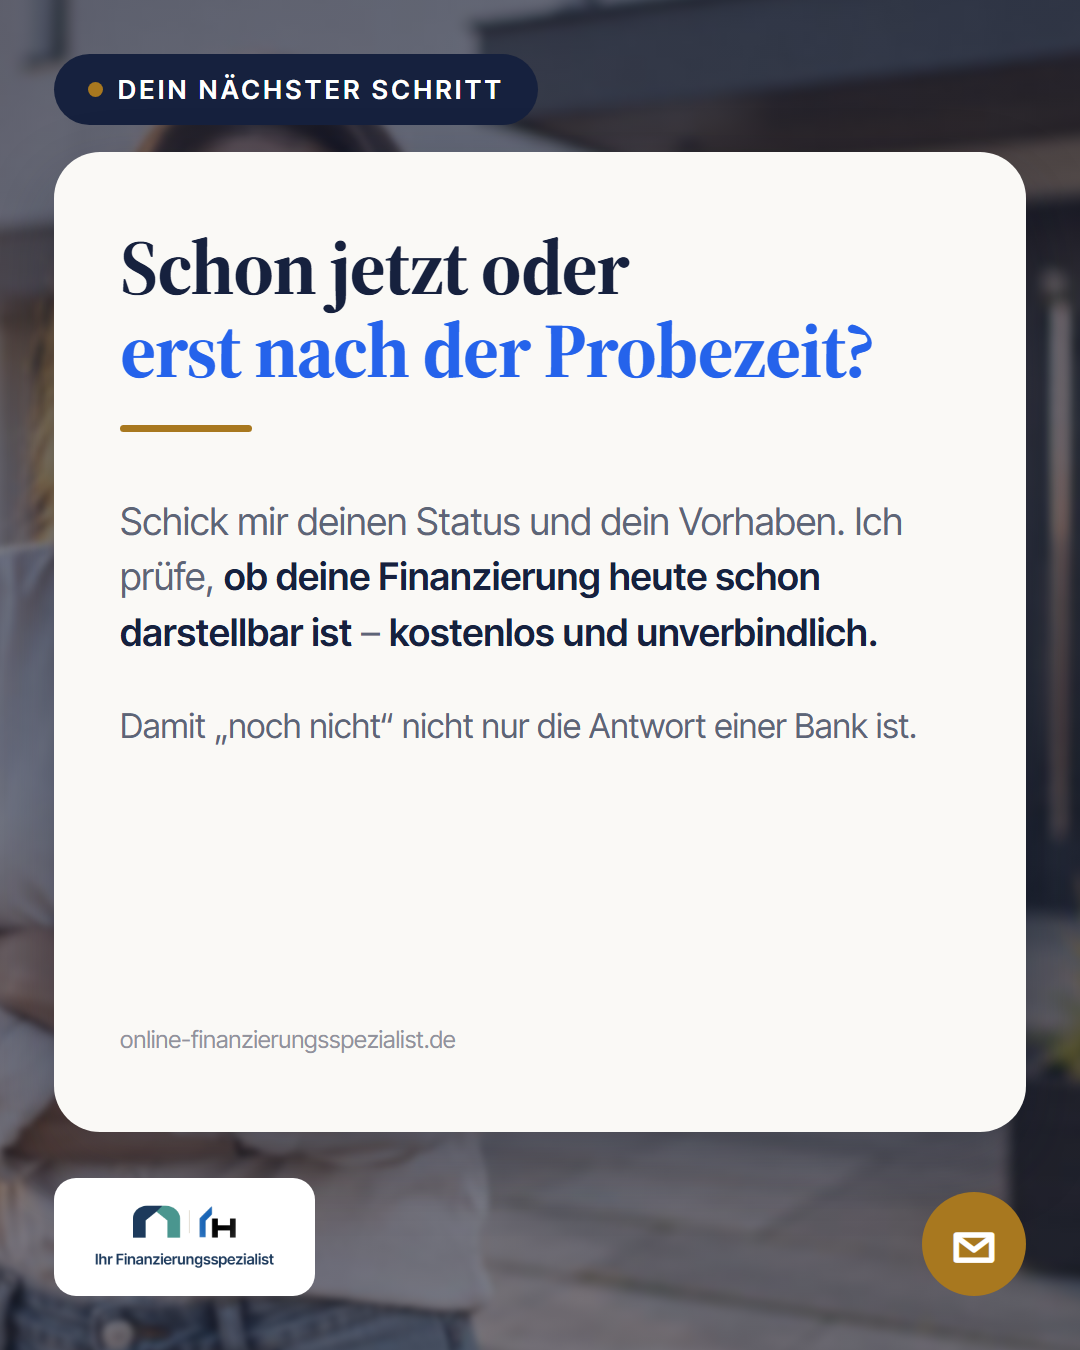 DEIN NÄCHSTER SCHRITT
Schon jetzt oder
erst nach der Probezeit?
Schick mir deinen Status und dein Vorhaben. Ich
prüfe, ob deine Finanzierung heute schon
darstellbar ist – kostenlos und unverbindlich.
Damit „noch nicht“ nicht nur die Antwort einer Bank ist.
online-finanzierungsspezialist.de
Ihr Finanzierungsspezialist